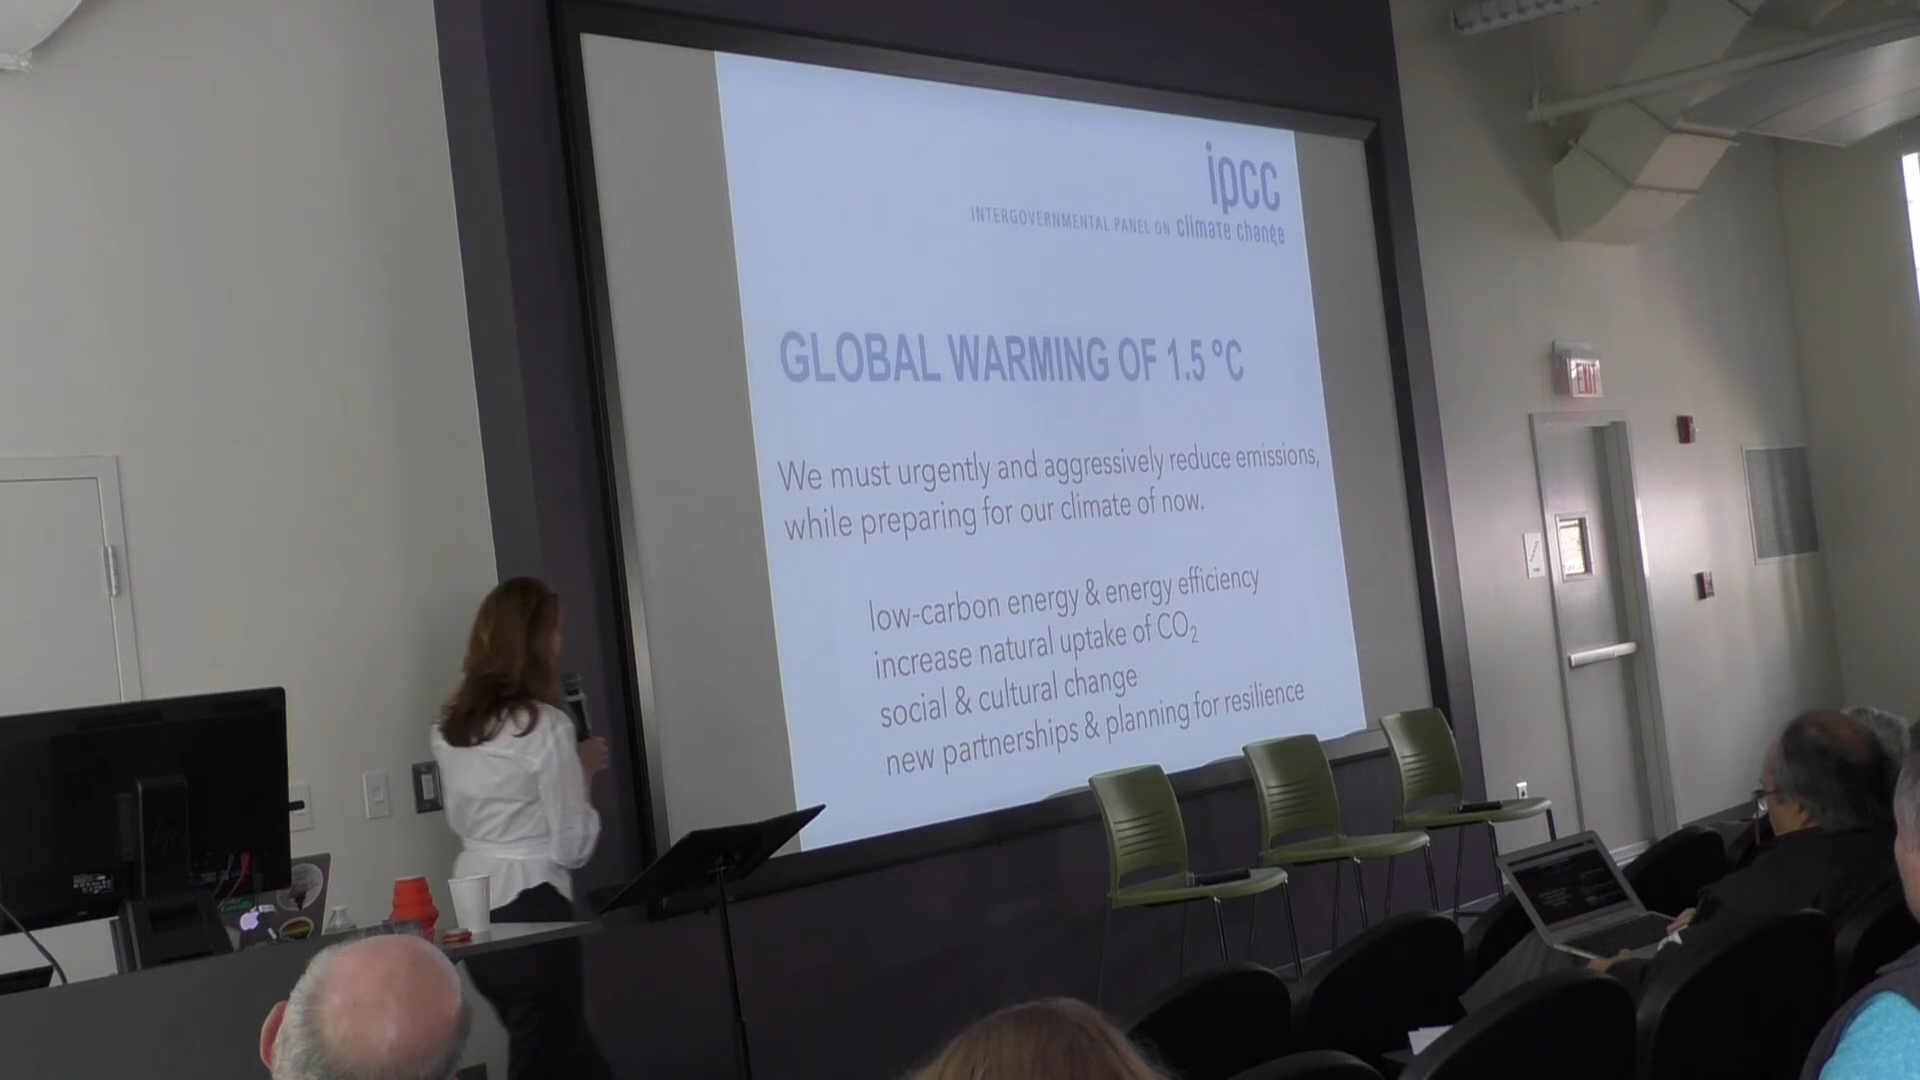 ipcc
INTERGOVERNMENTAL PANEL ON climate change
GLOBAL WARMING OF 1.5 °C
We must urgently and aggressively reduce emissions,
while preparing for our climate of now.
low-carbon energy & energy efficiency
increase natural uptake of CO₂
social & cultural change
new partnerships & planning for resilience
EXIT